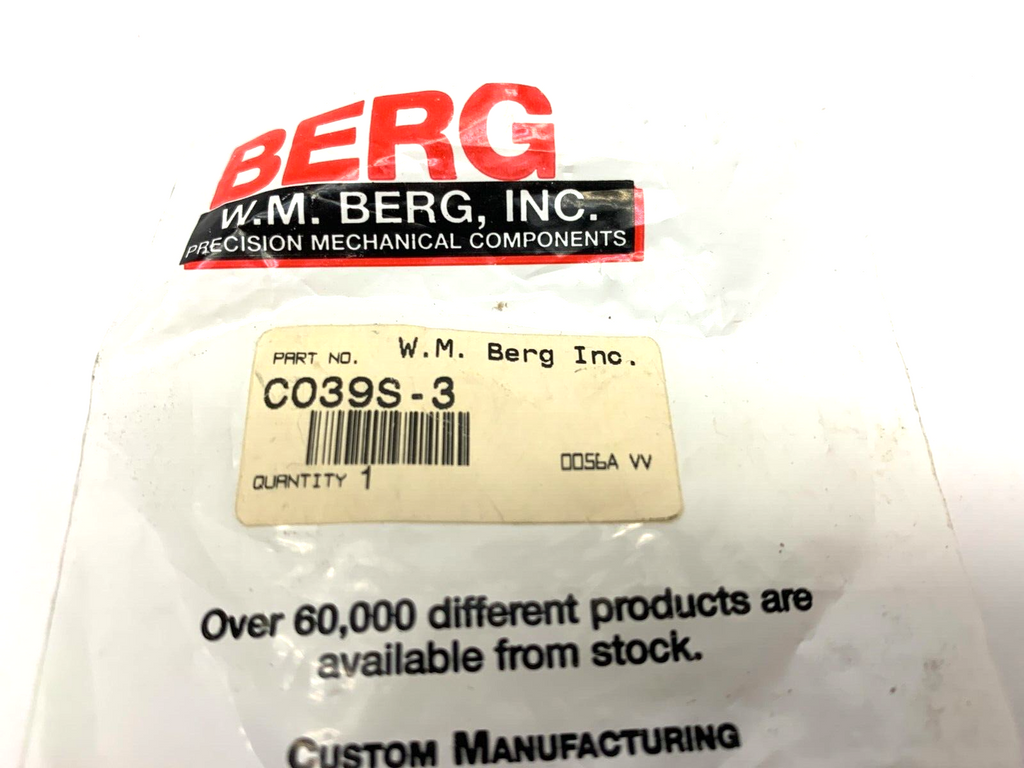 BERG
W.M. BERG, INC.
PRECISION MECHANICAL COMPONENTS
PART NO. W.M. Berg Inc.
CO39S-3
QUANTITY 1 0056A VV
Over 60,000 different products are
available from stock.
CUSTOM MANUFACTURING